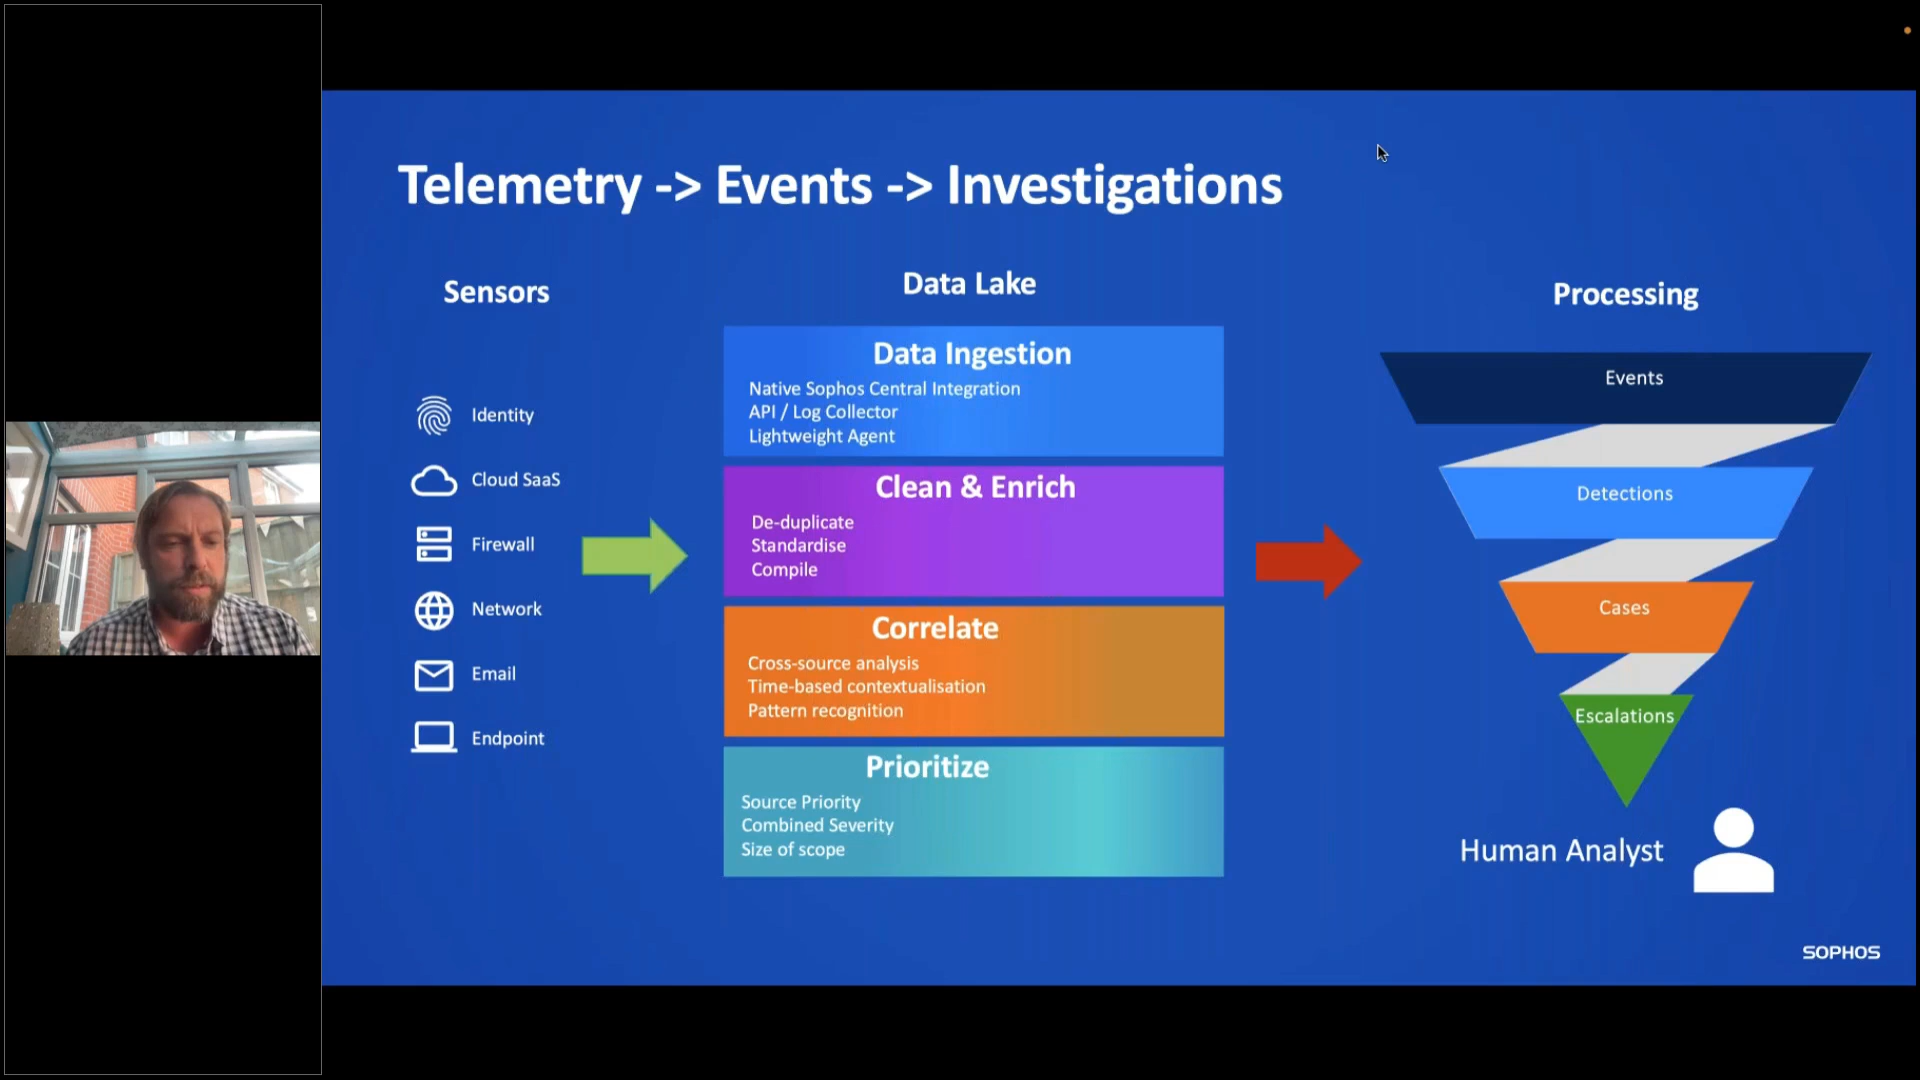 Telemetry -> Events -> Investigations
Sensors
Identity
Cloud SaaS
Firewall
Network
Email
Endpoint
Data Lake
Data Ingestion
Native Sophos Central Integration
API / Log Collector
Lightweight Agent
Clean & Enrich
De-duplicate
Standardise
Compile
Correlate
Cross-source analysis
Time-based contextualisation
Pattern recognition
Prioritize
Source Priority
Combined Severity
Size of scope
Processing
Events
Detections
Cases
Escalations
Human Analyst
SOPHOS